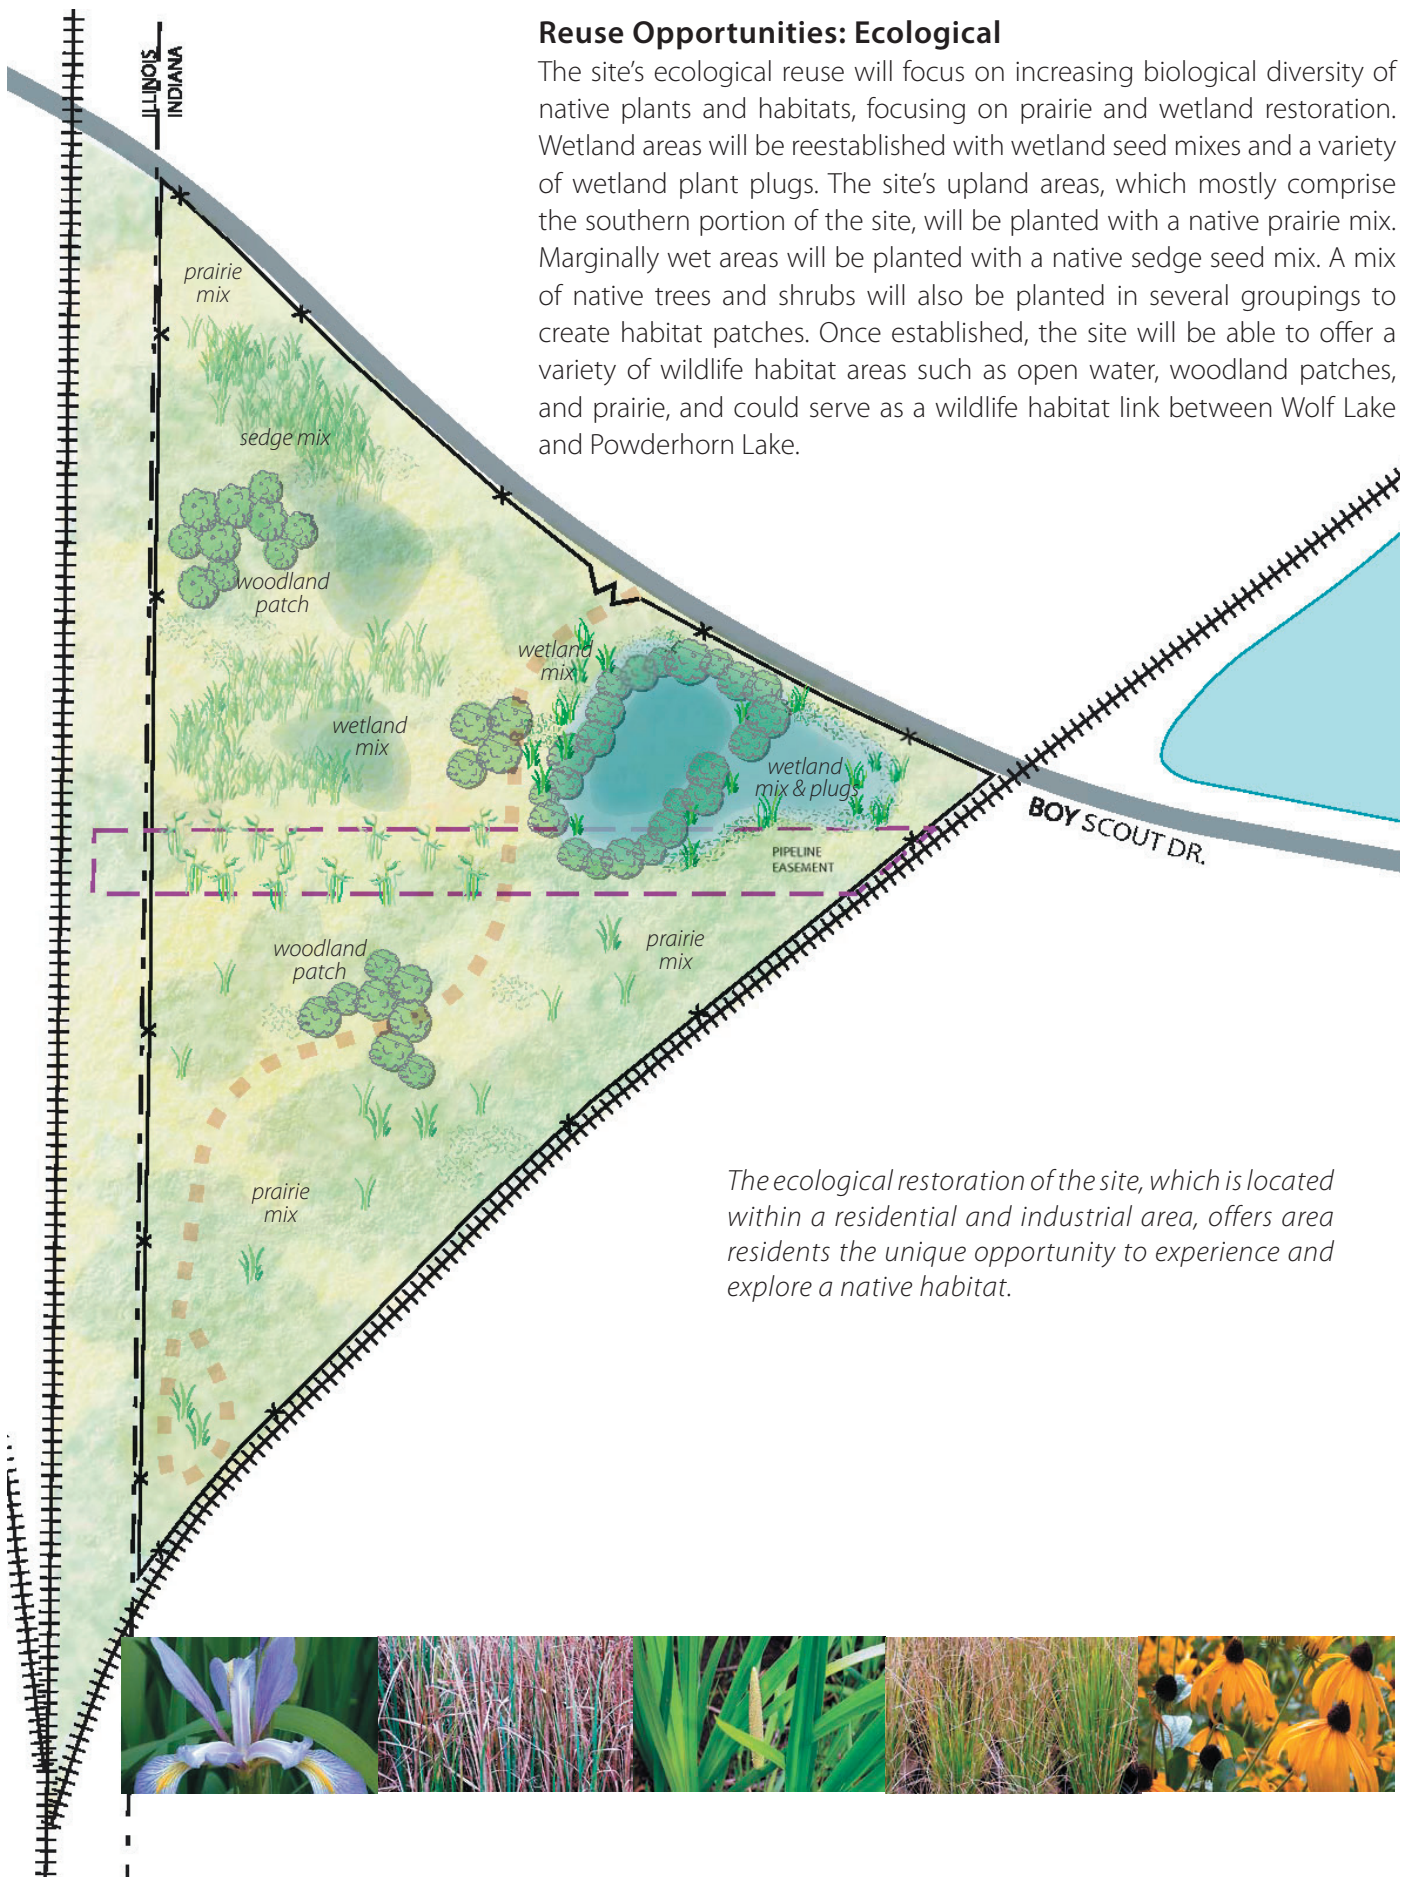 Reuse Opportunities: Ecological
The site's ecological reuse will focus on increasing biological diversity of
native plants and habitats, focusing on prairie and wetland restoration.
Wetland areas will be reestablished with wetland seed mixes and a variety
of wetland plant plugs. The site's upland areas, which mostly comprise
the southern portion of the site, will be planted with a native prairie mix.
Marginally wet areas will be planted with a native sedge seed mix. A mix
of native trees and shrubs will also be planted in several groupings to
create habitat patches. Once established, the site will be able to offer a
variety of wildlife habitat areas such as open water, woodland patches,
and prairie, and could serve as a wildlife habitat link between Wolf Lake
and Powderhorn Lake.
ILLINOIS
INDIANA
prairie
mix
sedge mix
woodland
patch
wetland
mix
wetland
mix
wetland
mix & plugs
BOY SCOUT DR.
PIPELINE
EASEMENT
woodland
patch
prairie
mix
prairie
mix
The ecological restoration of the site, which is located
within a residential and industrial area, offers area
residents the unique opportunity to experience and
explore a native habitat.